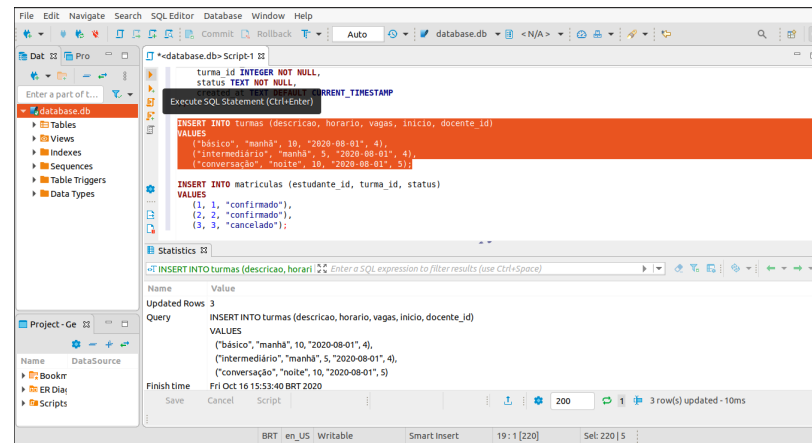 File Edit Navigate Search SQL Editor Database Window Help
Commit Rollback Auto database.db < N/A >
Dat Pro
*<database.db> Script-1
Enter a part of t...
database.db
Tables
Views
Indexes
Sequences
Table Triggers
Data Types
turma_id INTEGER NOT NULL,
status TEXT NOT NULL,
created_at TEXT DEFAULT CURRENT_TIMESTAMP
Execute SQL Statement (Ctrl+Enter)
INSERT INTO turmas (descricao, horario, vagas, inicio, docente_id)
VALUES
("básico", "manhã", 10, "2020-08-01", 4),
("intermediário", "manhã", 5, "2020-08-01", 4),
("conversação", "noite", 10, "2020-08-01", 5);
INSERT INTO matriculas (estudante_id, turma_id, status)
VALUES
(1, 1, "confirmado"),
(2, 2, "confirmado"),
(3, 3, "cancelado");
Statistics
INSERT INTO turmas (descricao, horari Enter a SQL expression to filter results (use Ctrl+Space)
Name Value
Updated Rows 3
Query INSERT INTO turmas (descricao, horario, vagas, inicio, docente_id)
VALUES
("básico", "manhã", 10, "2020-08-01", 4),
("intermediário", "manhã", 5, "2020-08-01", 4),
("conversação", "noite", 10, "2020-08-01", 5)
Finish time Fri Oct 16 15:53:40 BRT 2020
Project - Ge
Name DataSource
Bookm
ER Diag
Scripts
Save Cancel Script 200 1 3 row(s) updated - 10ms
BRT en_US Writable Smart Insert 19 : 1 [220] Sel: 220 | 5